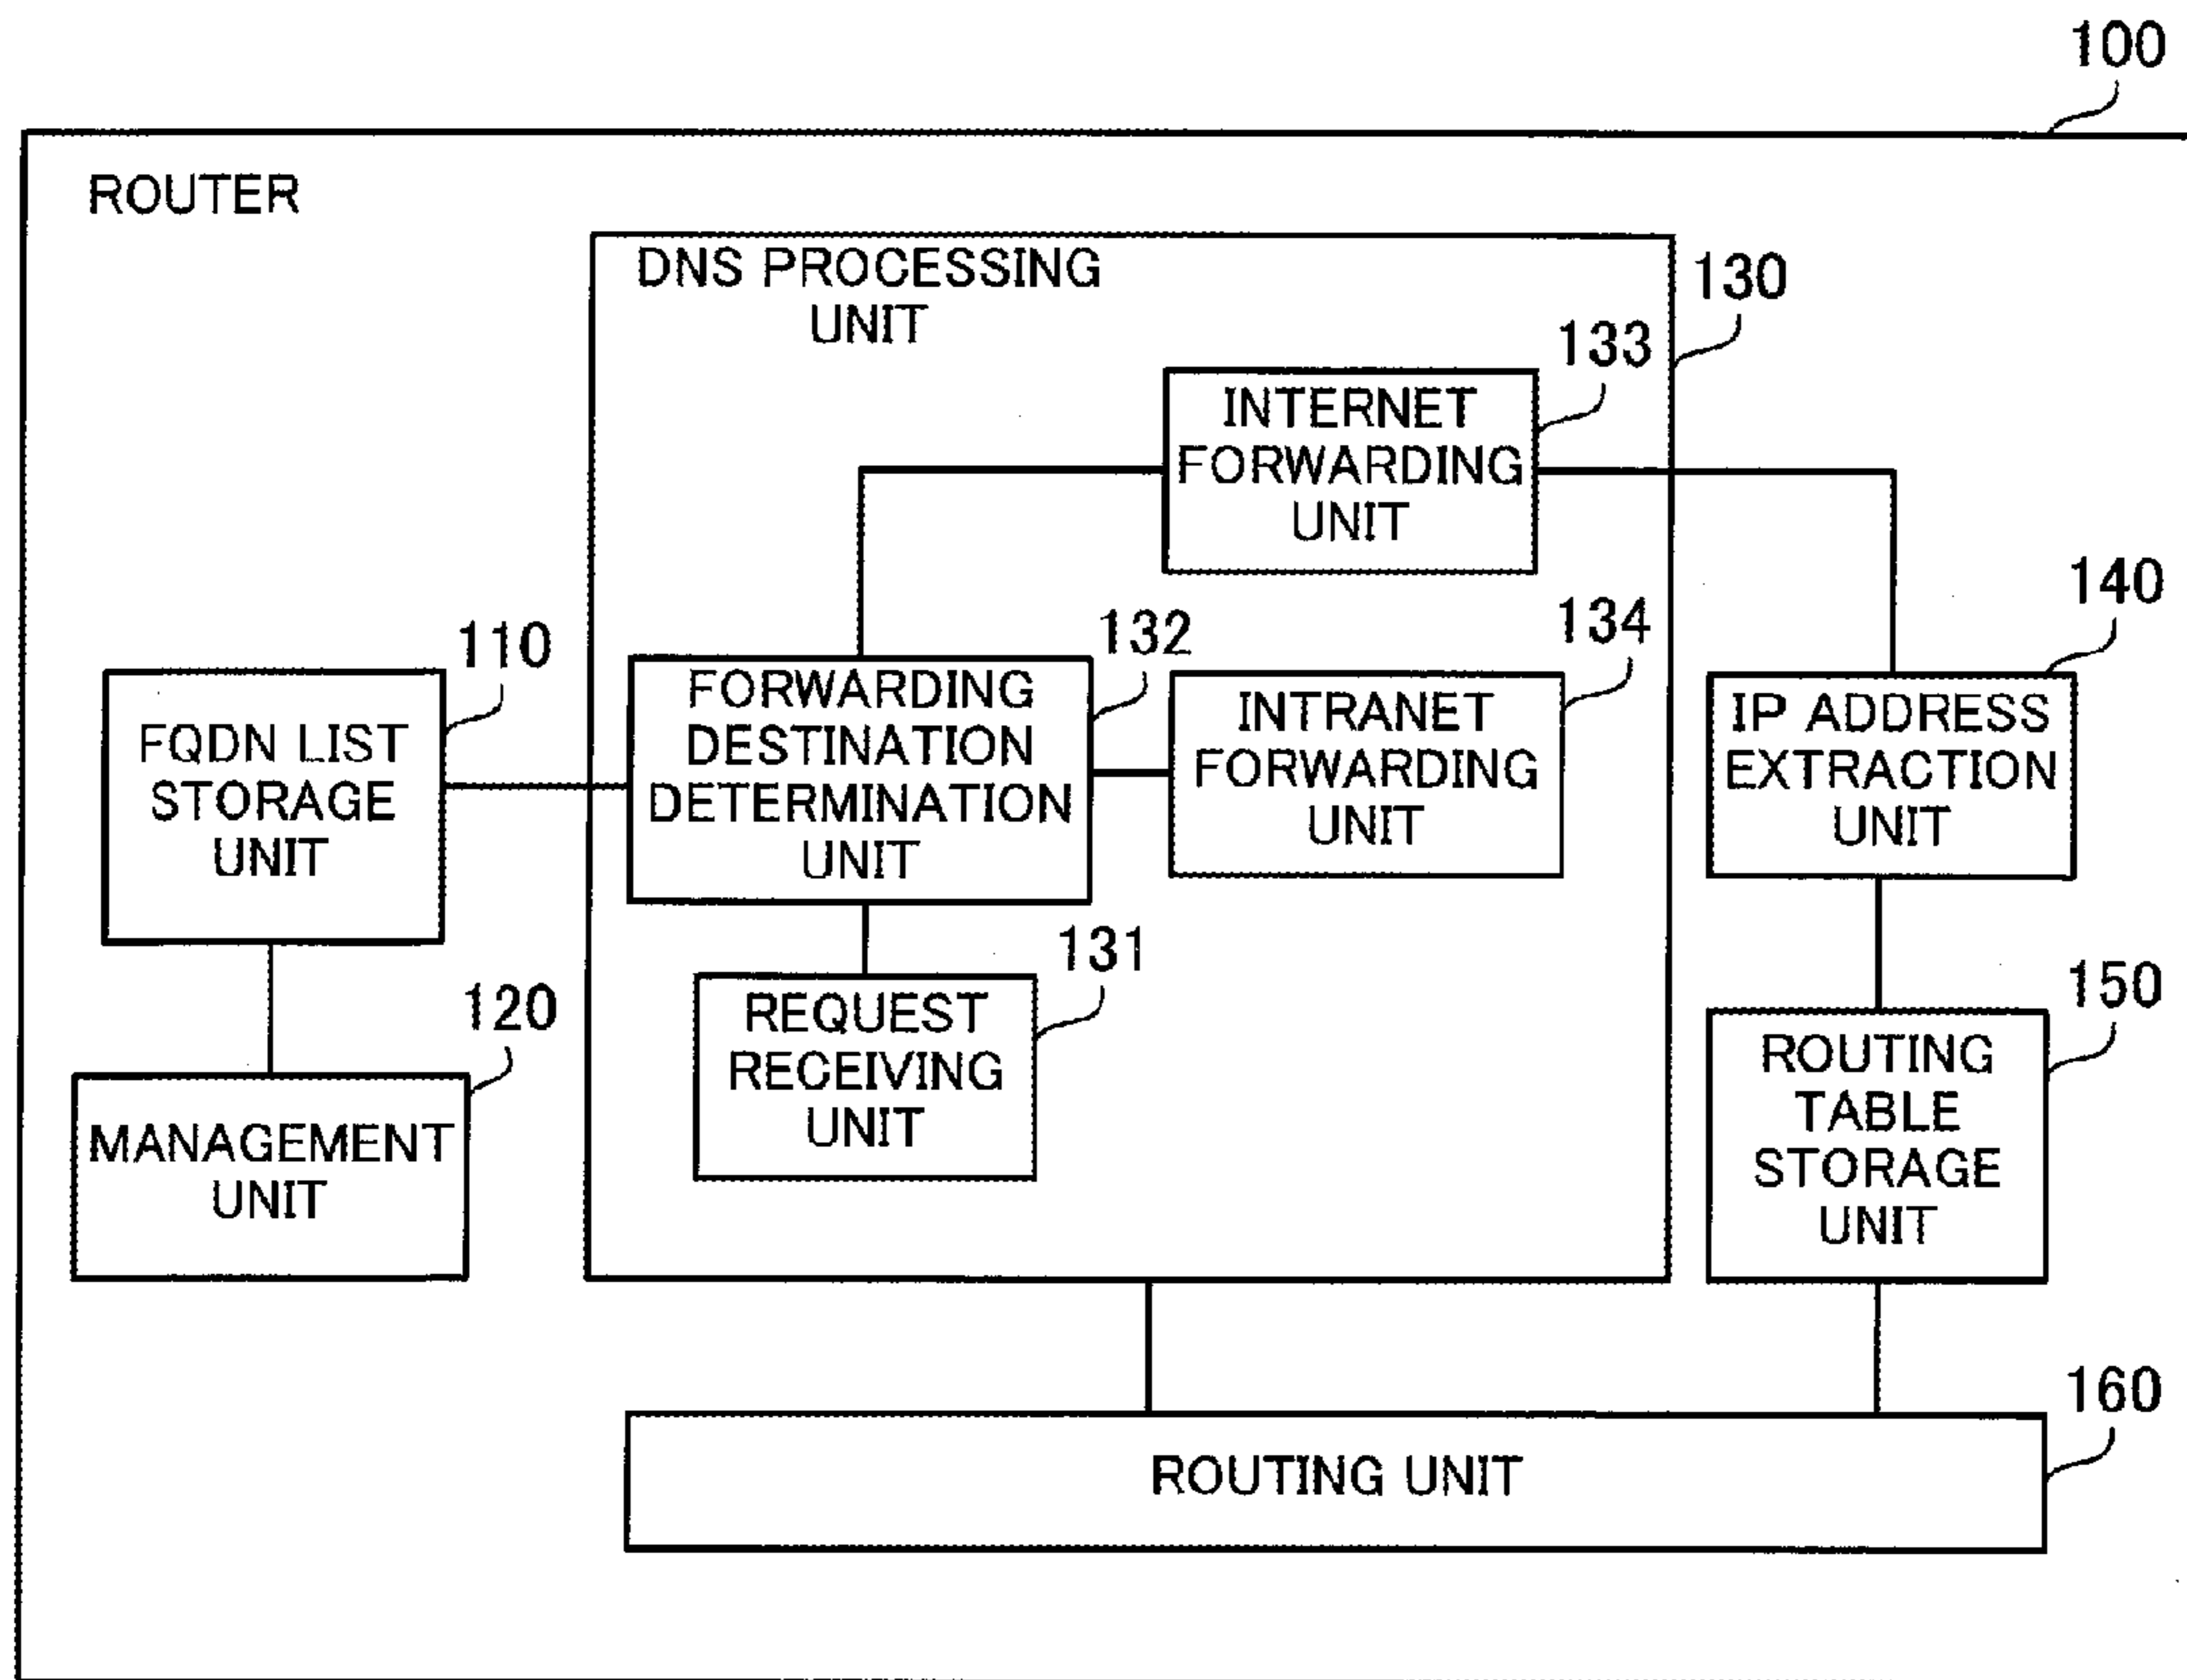 100
ROUTER
DNS PROCESSING
UNIT
130
133
INTERNET
FORWARDING
UNIT
110
FQDN LIST
STORAGE
UNIT
132
FORWARDING
DESTINATION
DETERMINATION
UNIT
134
INTRANET
FORWARDING
UNIT
140
IP ADDRESS
EXTRACTION
UNIT
120
MANAGEMENT
UNIT
131
REQUEST
RECEIVING
UNIT
150
ROUTING
TABLE
STORAGE
UNIT
160
ROUTING UNIT